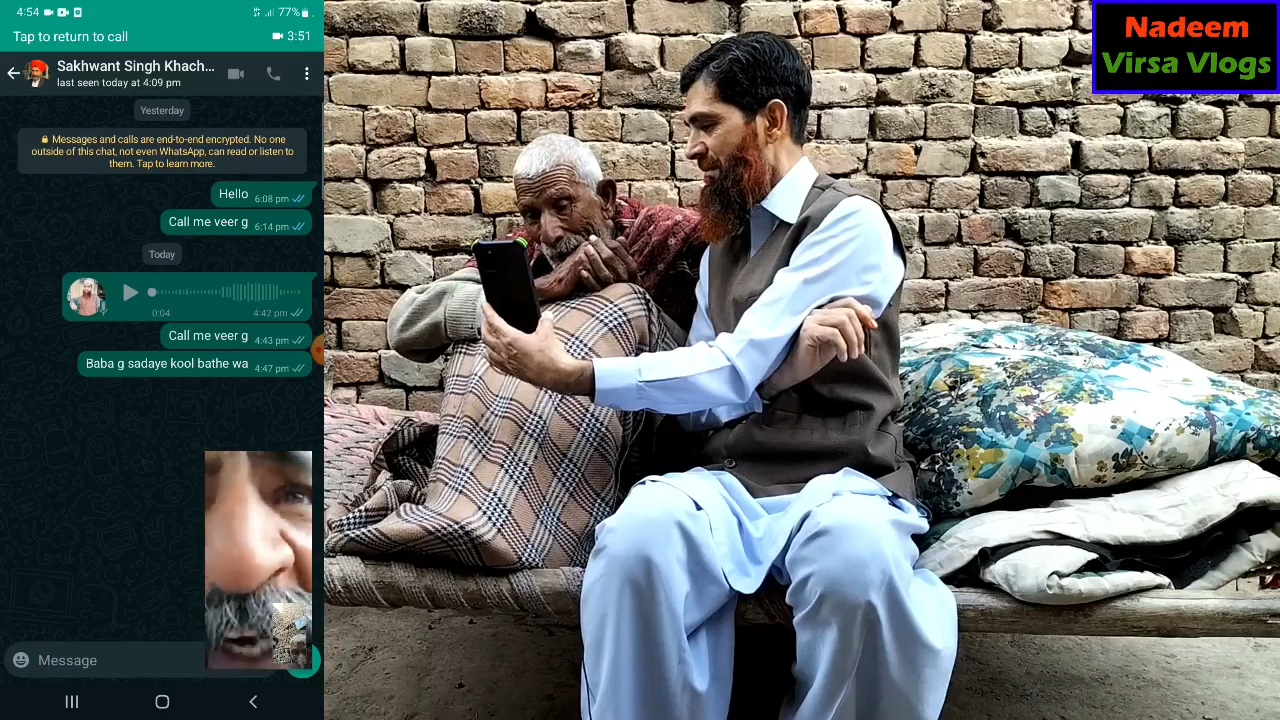 4:54
77%
Tap to return to call
3:51
Sakhwant Singh Khach...
last seen today at 4:09 pm
Yesterday
Messages and calls are end-to-end encrypted. No one
outside of this chat, not even WhatsApp, can read or listen to
them. Tap to learn more.
Hello 6:08 pm
Call me veer g 6:14 pm
Today
0:04 4:42 pm
Call me veer g 4:43 pm
Baba g sadaye kool bathe wa 4:47 pm
Message
Nadeem
Virsa Vlogs